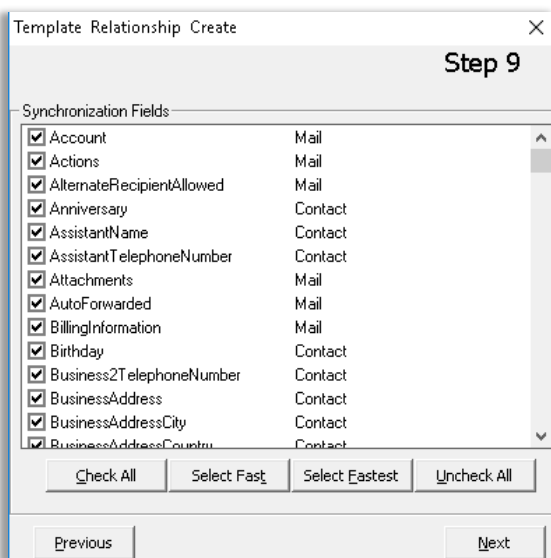 Template Relationship Create
Step 9
Synchronization Fields
Account Mail
Actions Mail
AlternateRecipientAllowed Mail
Anniversary Contact
AssistantName Contact
AssistantTelephoneNumber Contact
Attachments Mail
AutoForwarded Mail
BillingInformation Mail
Birthday Contact
Business2TelephoneNumber Contact
BusinessAddress Contact
BusinessAddressCity Contact
BusinessAddressCountry Contact
Check All Select Fast Select Fastest Uncheck All
Previous Next